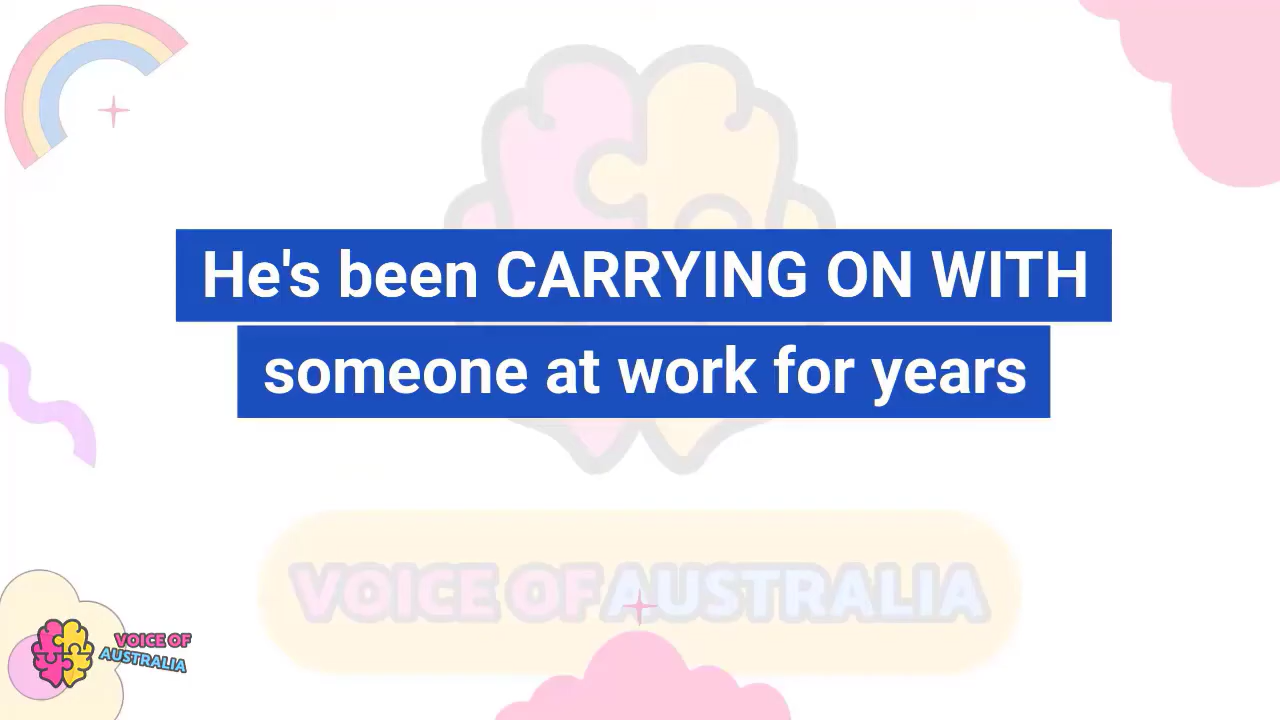 He's been CARRYING ON WITH
someone at work for years
VOICE OF AUSTRALIA
VOICE OF
AUSTRALIA